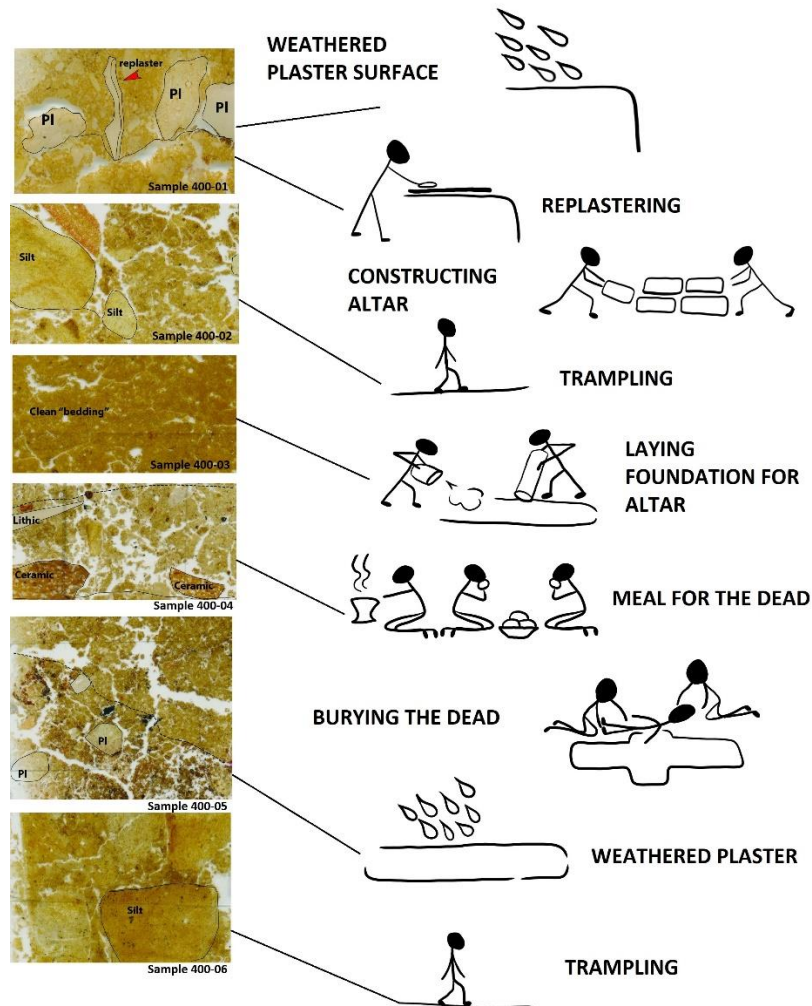 replaster
Pl
Pl
Pl
Sample 400-01
WEATHERED
PLASTER SURFACE
REPLASTERING
Silt
Silt
Sample 400-02
CONSTRUCTING
ALTAR
TRAMPLING
Clean "bedding"
Sample 400-03
LAYING
FOUNDATION FOR
ALTAR
Lithic
Ceramic
Ceramic
Sample 400-04
MEAL FOR THE DEAD
Pl
Pl
Sample 400-05
BURYING THE DEAD
WEATHERED PLASTER
Silt
Sample 400-06
TRAMPLING